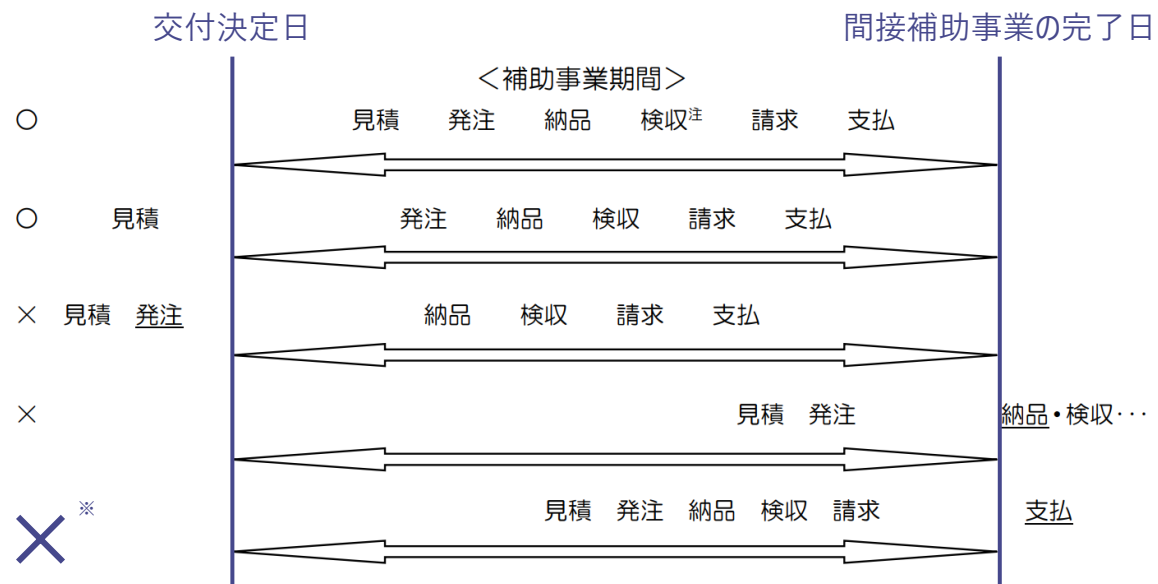 交付決定日 間接補助事業の完了日
＜補助事業期間＞
〇 見積 発注 納品 検収注 請求 支払
〇 見積 発注 納品 検収 請求 支払
× 見積 発注 納品 検収 請求 支払
× 見積 発注 納品・検収・・・
×※ 見積 発注 納品 検収 請求 支払